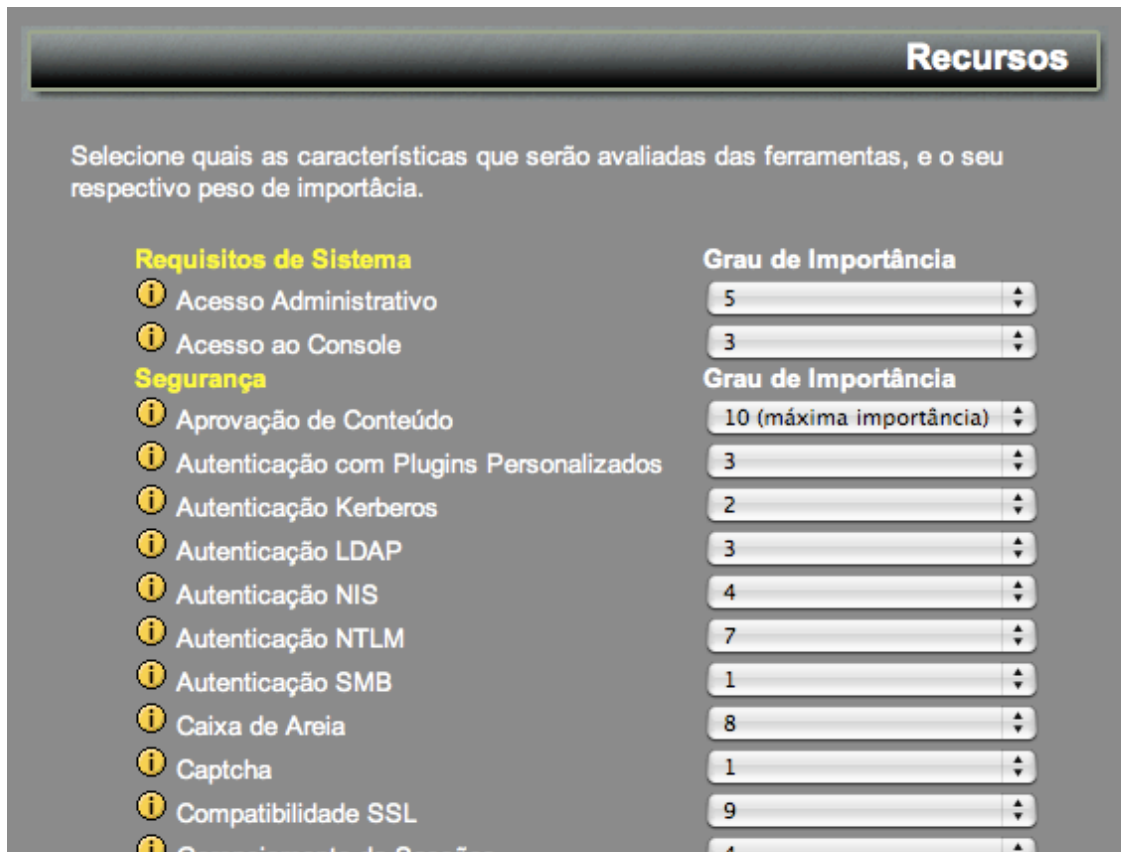 Recursos
Selecione quais as características que serão avaliadas das ferramentas, e o seu
respectivo peso de importâcia.
Requisitos de Sistema Grau de Importância
Acesso Administrativo 5
Acesso ao Console 3
Segurança Grau de Importância
Aprovação de Conteúdo 10 (máxima importância)
Autenticação com Plugins Personalizados 3
Autenticação Kerberos 2
Autenticação LDAP 3
Autenticação NIS 4
Autenticação NTLM 7
Autenticação SMB 1
Caixa de Areia 8
Captcha 1
Compatibilidade SSL 9